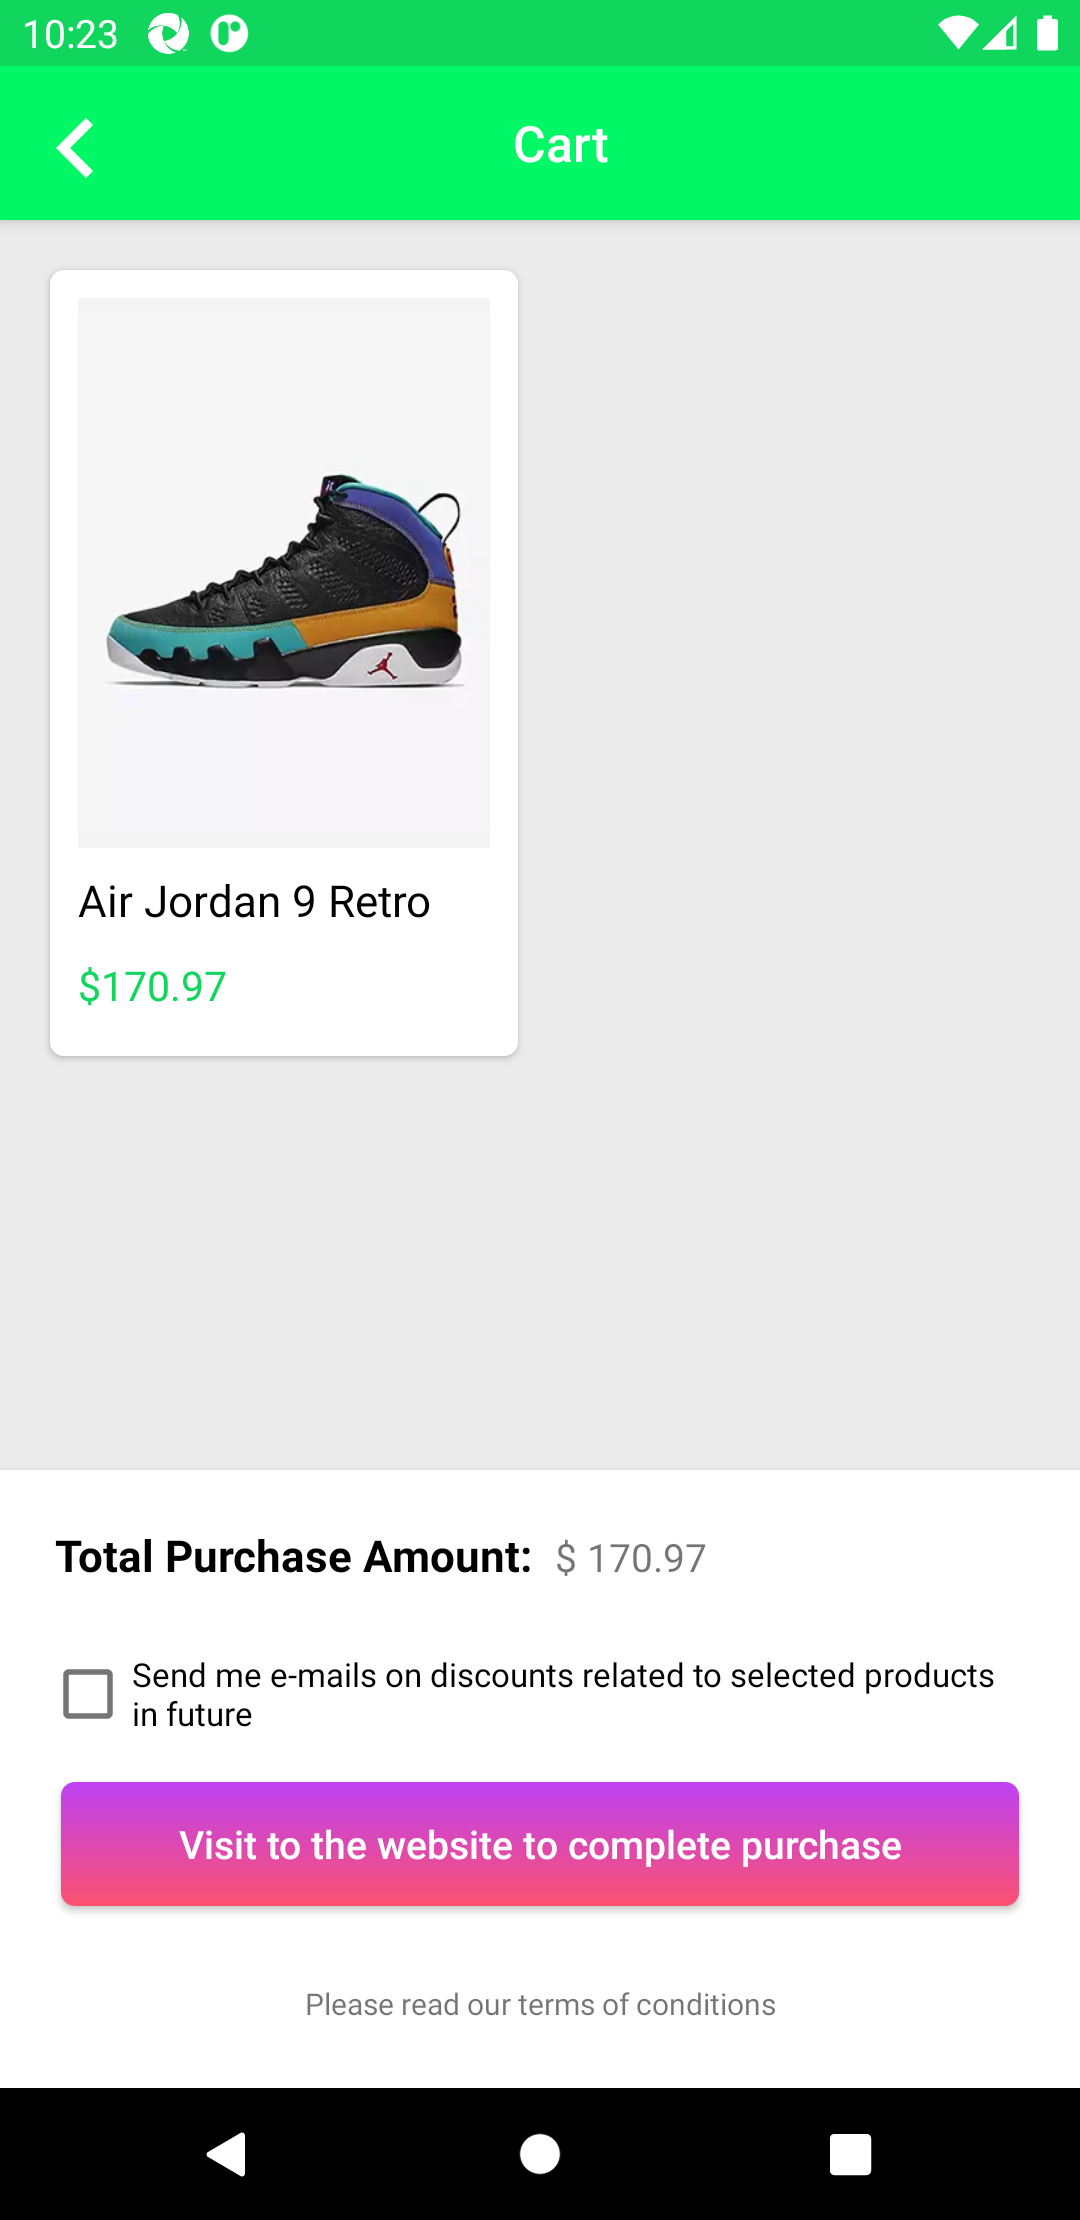 10:23
Cart
Air Jordan 9 Retro
$170.97
Total Purchase Amount: $ 170.97
Send me e-mails on discounts related to selected products
in future
Visit to the website to complete purchase
Please read our terms of conditions